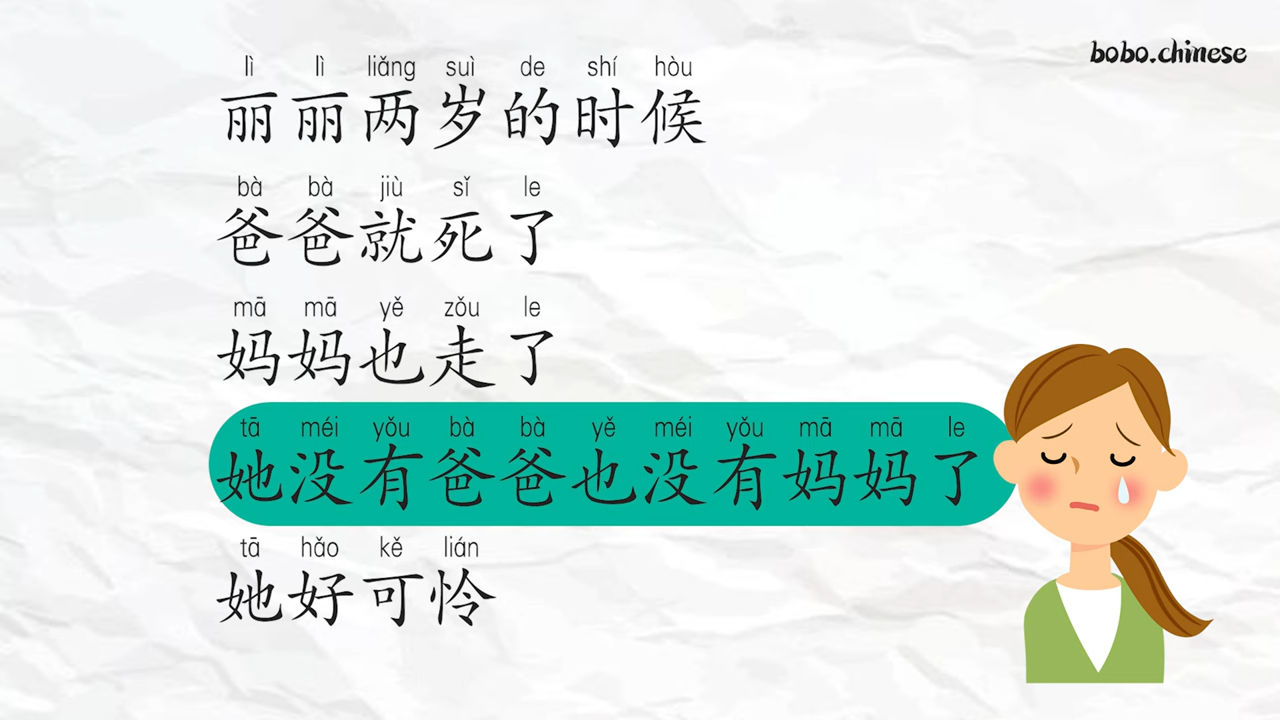 bobo.chinese
lì lì liǎng suì de shí hòu
丽丽两岁的时候
bà bà jiù sǐ le
爸爸就死了
mā mā yě zǒu le
妈妈也走了
tā méi yǒu bà bà yě méi yǒu mā mā le
她没有爸爸也没有妈妈了
tā hǎo kě lián
她好可怜